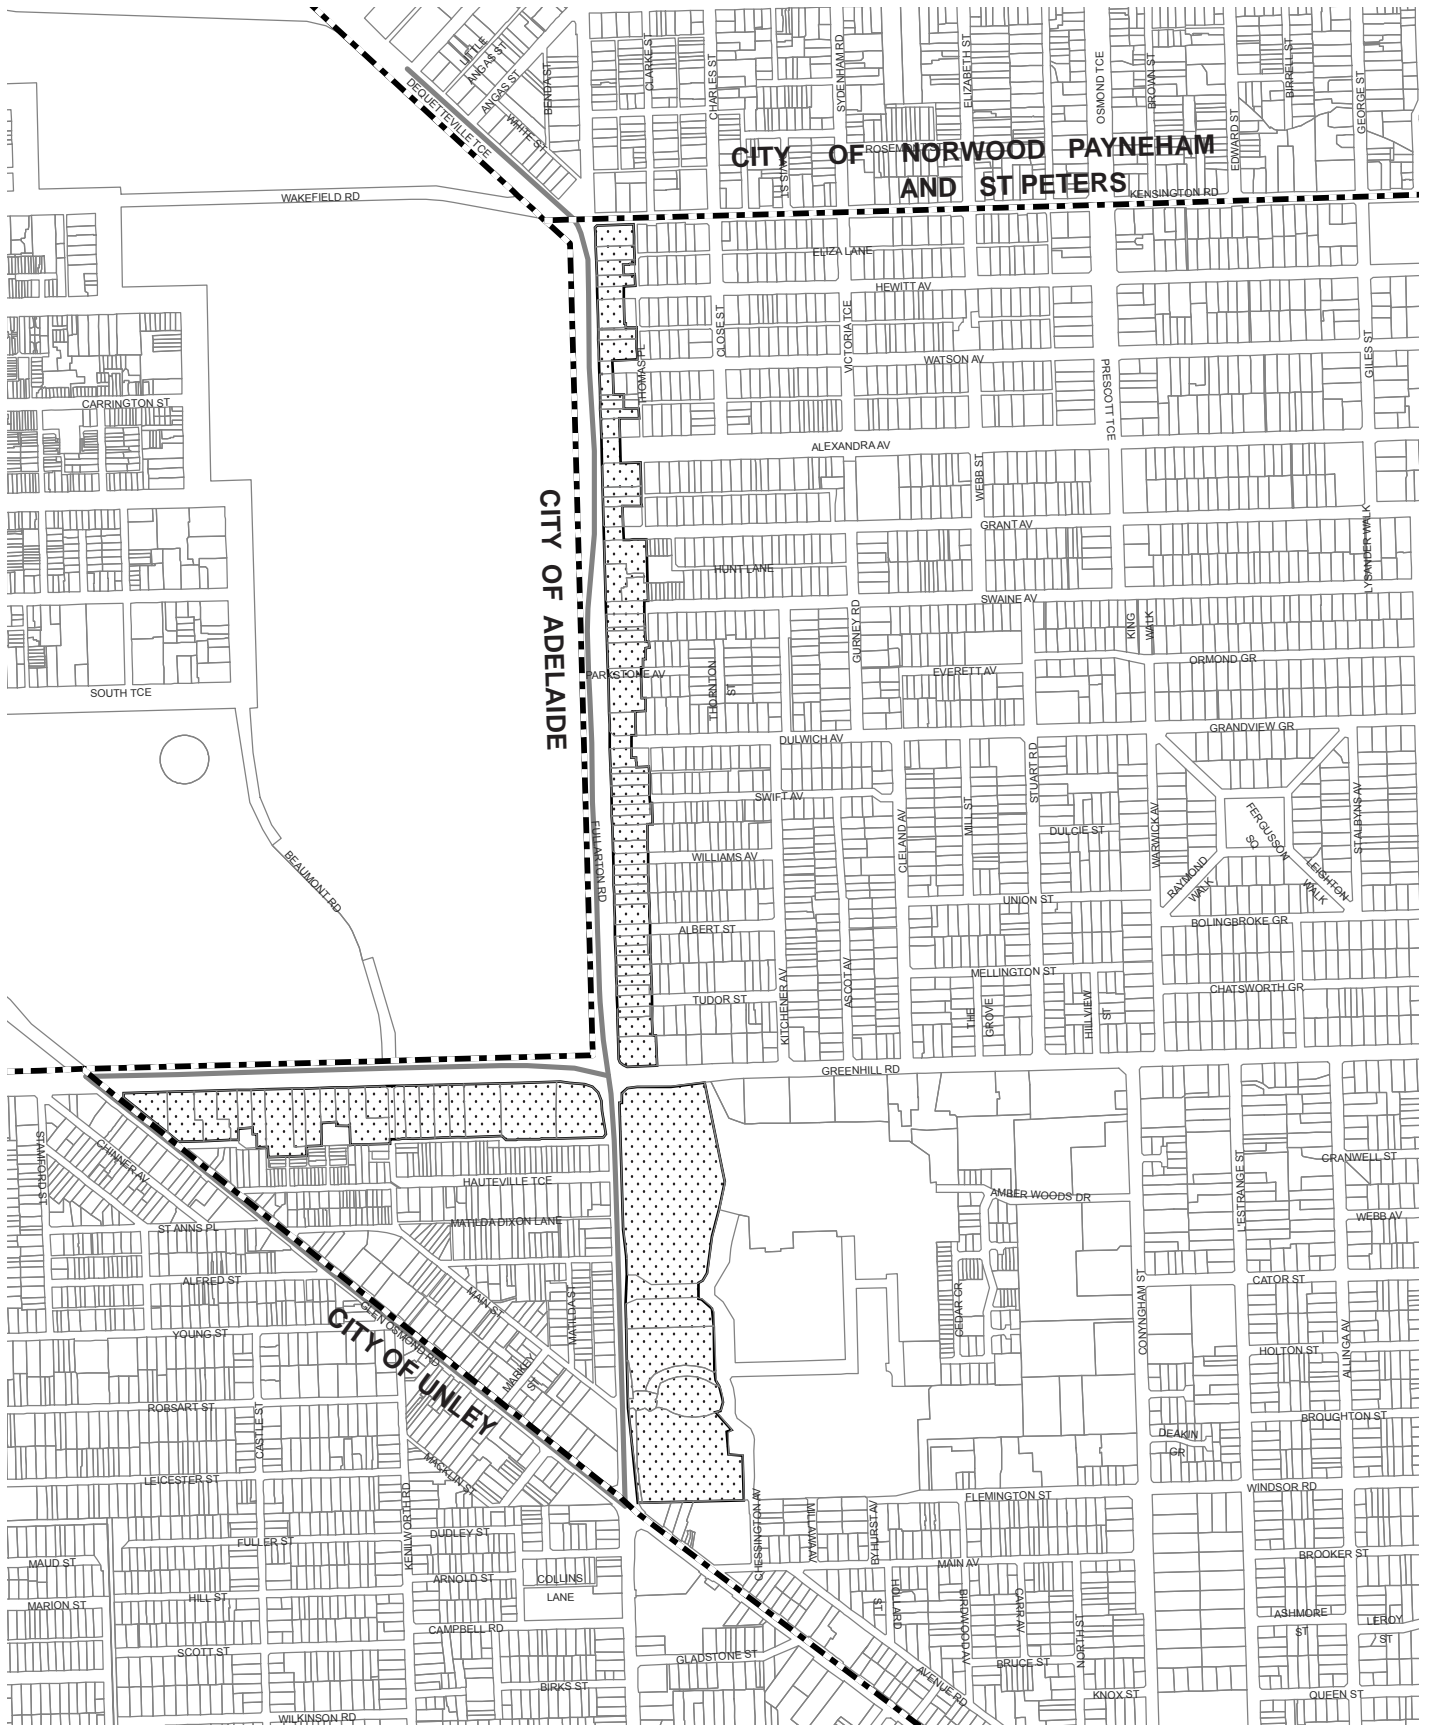 LITTLE
ANGAS ST
ANGAS ST
BENDA ST
CLARKE ST
CHARLES ST
SYDENHAM RD
ELIZABETH ST
OSMOND TCE
BROWN ST
BIRRELL ST
GEORGE ST
EDWARD ST
DEQUETTEVILLE TCE
WHITE ST
CITY OF NORWOOD PAYNEHAM
AND ST PETERS
WAKEFIELD RD
KENSINGTON RD
ELIZA LANE
HEWITT AV
CLOSE ST
VICTORIA TCE
GILES ST
WATSON AV
THOMAS PL
PRESCOTT TCE
CARRINGTON ST
ALEXANDRA AV
WEBB ST
CITY OF ADELAIDE
GRANT AV
LYSANDER WALK
HUNT LANE
SWAINE AV
GURNEY RD
KING
WALK
ORMOND GR
PARKSTONE AV
EVERETT AV
THORNTON
ST
SOUTH TCE
GRANDVIEW GR
DULWICH AV
STUART RD
SWIFT AV
MILL ST
CLELAND AV
DULCIE ST
WARWICK AV
FERGUSSON
SQ
ST ALBYNS AV
FULLARTON RD
BEAUMONT RD
WILLIAMS AV
RAYMOND
WALK
LEIGHTON
WALK
UNION ST
BOLINGBROKE GR
ALBERT ST
MELLINGTON ST
KITCHENER AV
ASCOT AV
CHATSWORTH GR
TUDOR ST
THE
GROVE
HILLVIEW
ST
GREENHILL RD
STAMFORD ST
CHINNER AV
CRANWELL ST
HAUTEVILLE TCE
AMBER WOODS DR
L'ESTRANGE ST
WEBB AV
ST ANNS PL
MATILDA DIXON LANE
ALFRED ST
CATOR ST
MAIN ST
MATILDA ST
CEDAR CR
CONYNGHAM ST
GLEN OSMOND RD
CITY OF UNLEY
YOUNG ST
ALLINGA AV
HOLTON ST
MARKEY
ST
ROBSART ST
CASTLE ST
BROUGHTON ST
DEAKIN
GR
MACKLIN ST
LEICESTER ST
KENILWORTH RD
WINDSOR RD
FLEMINGTON ST
CHESSINGTON AV
MILLAWAY
BYHURST AV
DUDLEY ST
FULLER ST
MAUD ST
MAIN AV
BROOKER ST
ARNOLD ST
COLLINS
LANE
HOLLARD
ST
BIRDWOOD AV
CARR AV
NORTH ST
HILL ST
MARION ST
ASHMORE
ST
LEROY
ST
CAMPBELL RD
SCOTT ST
GLADSTONE ST
BRUCE ST
AVENUE RD
BIRKS ST
KNOX ST
QUEEN ST
WILKINSON RD